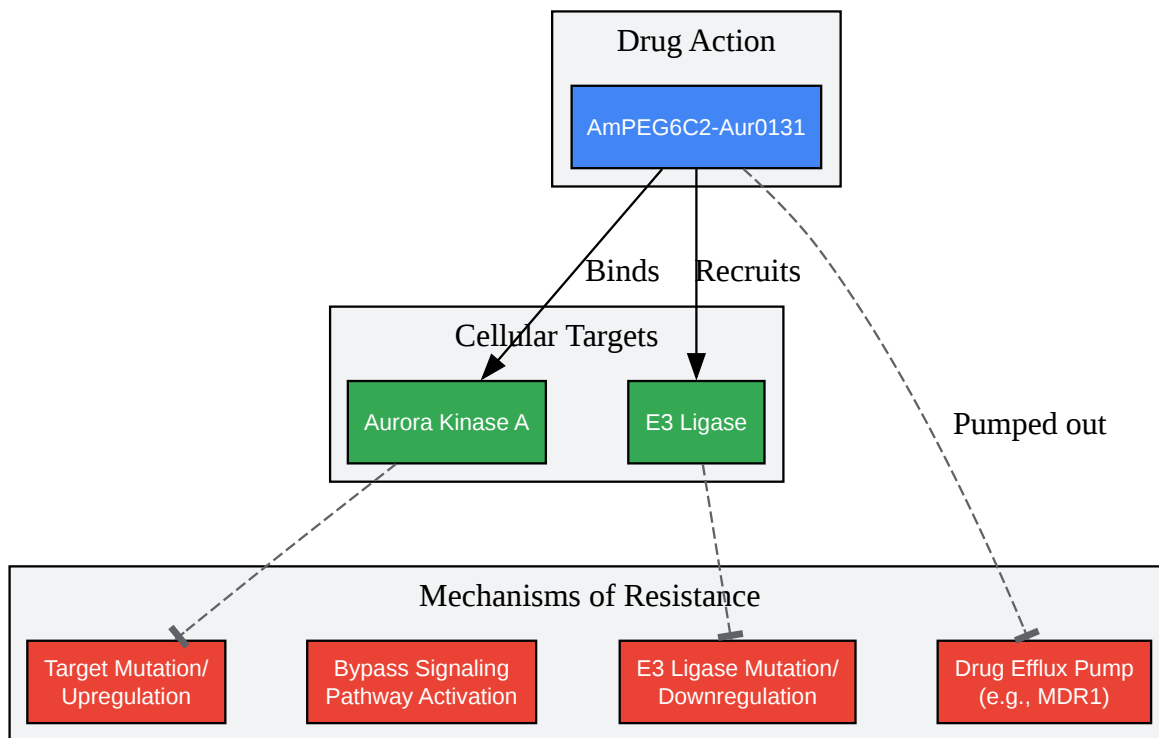 Drug Action
AmPEG6C2-Aur0131
Binds
Recruits
Cellular Targets
Aurora Kinase A
E3 Ligase
Pumped out
Mechanisms of Resistance
Target Mutation/
Upregulation
Bypass Signaling
Pathway Activation
E3 Ligase Mutation/
Downregulation
Drug Efflux Pump
(e.g., MDR1)